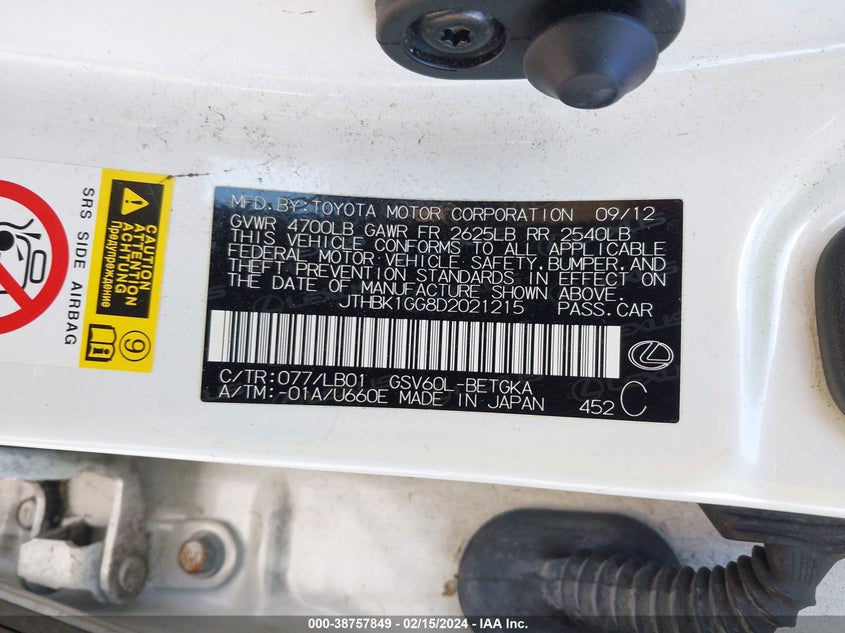 MFD. BY: TOYOTA MOTOR CORPORATION 09/12
GVWR 4700LB GAWR FR 2625LB RR 2540LB
THIS VEHICLE CONFORMS TO ALL APPLICABLE
FEDERAL MOTOR VEHICLE SAFETY, BUMPER, AND
THEFT PREVENTION STANDARDS IN EFFECT ON
THE DATE OF MANUFACTURE SHOWN ABOVE.
JTHBK1GG8D2021215 PASS. CAR
C/TR: 077/LB01 GSV60L-BETGKA
A/TM: -01A/U660E MADE IN JAPAN 452 C
SRS SIDE AIRBAG
CAUTION
ATTENTION
ACHTUNG
Предупреждение
9
000-38757849 - 02/15/2024 - IAA Inc.